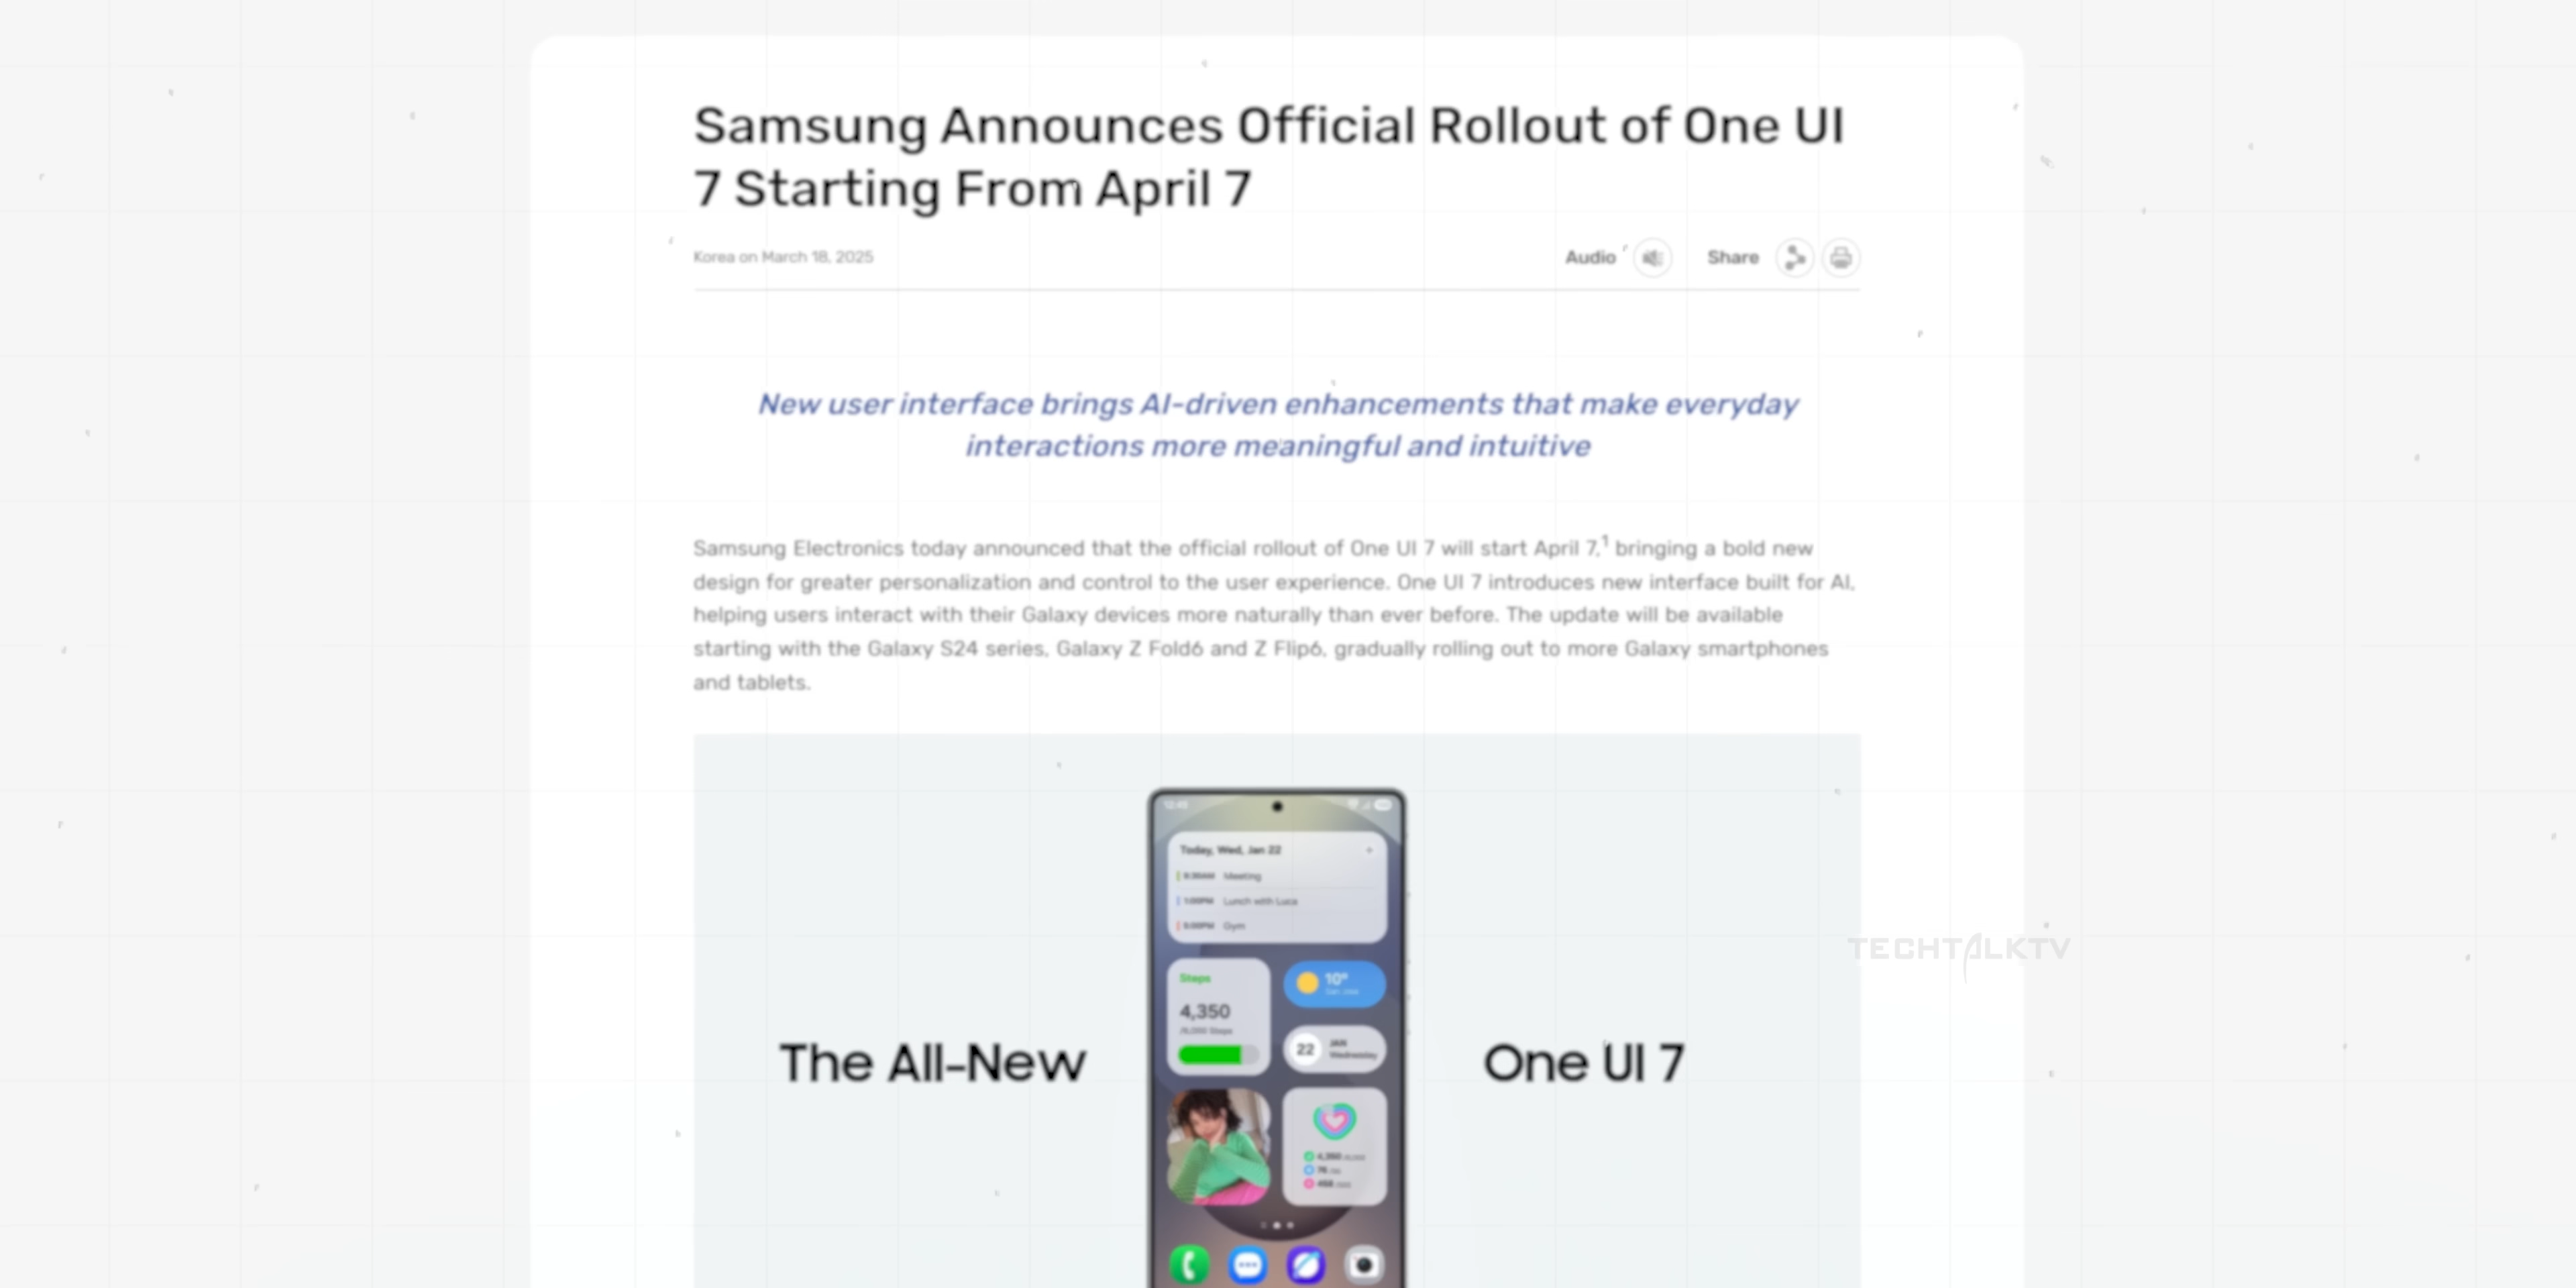 Samsung Announces Official Rollout of One UI
7 Starting From April 7
Korea on March 18, 2025
Audio
Share
New user interface brings AI-driven enhancements that make everyday
interactions more meaningful and intuitive
Samsung Electronics today announced that the official rollout of One UI 7 will start April 7,1 bringing a bold new
design for greater personalization and control to the user experience. One UI 7 introduces new interface built for AI,
helping users interact with their Galaxy devices more naturally than ever before. The update will be available
starting with the Galaxy S24 series, Galaxy Z Fold6 and Z Flip6, gradually rolling out to more Galaxy smartphones
and tablets.
Today, Wed, Jan 22
Meeting
1:00PM Lunch with Luca
Gym
TECHTALKTV
Steps
10°
4,350
22
JAN
Wednesday
The All-New
One UI 7
4,350